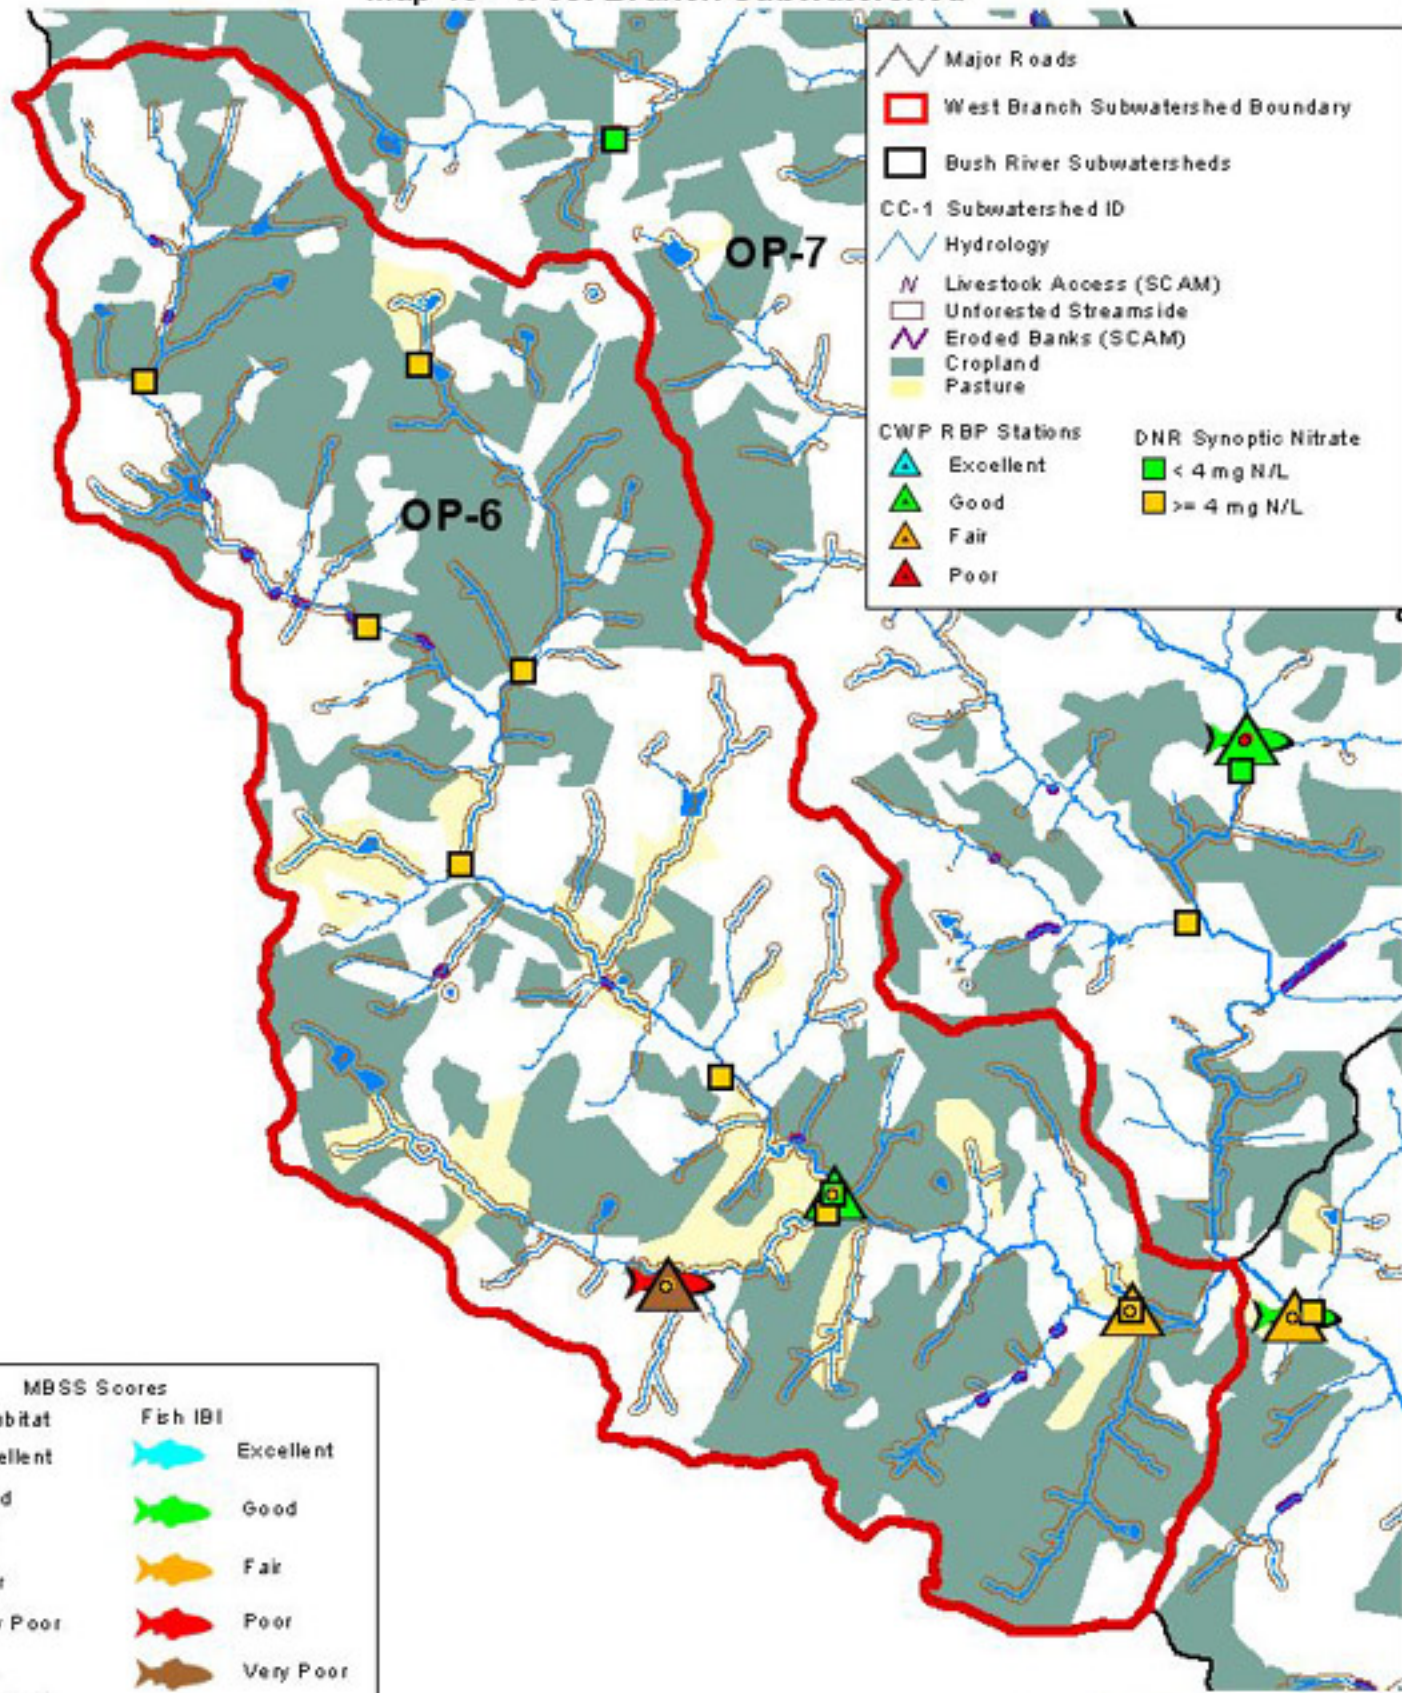 OP-7
OP-6
Major Roads
West Branch Subwatershed Boundary
Bush River Subwatersheds
CC-1 Subwatershed ID
Hydrology
Livestock Access (SCAM)
Unforested Streamside
Eroded Banks (SCAM)
Cropland
Pasture
CWP RBP Stations
Excellent
Good
Fair
Poor
DNR Synoptic Nitrate
< 4 mg N/L
>= 4 mg N/L
MBSS Scores
Fish IBI
Excellent
Good
Fair
Poor
Poor
Very Poor